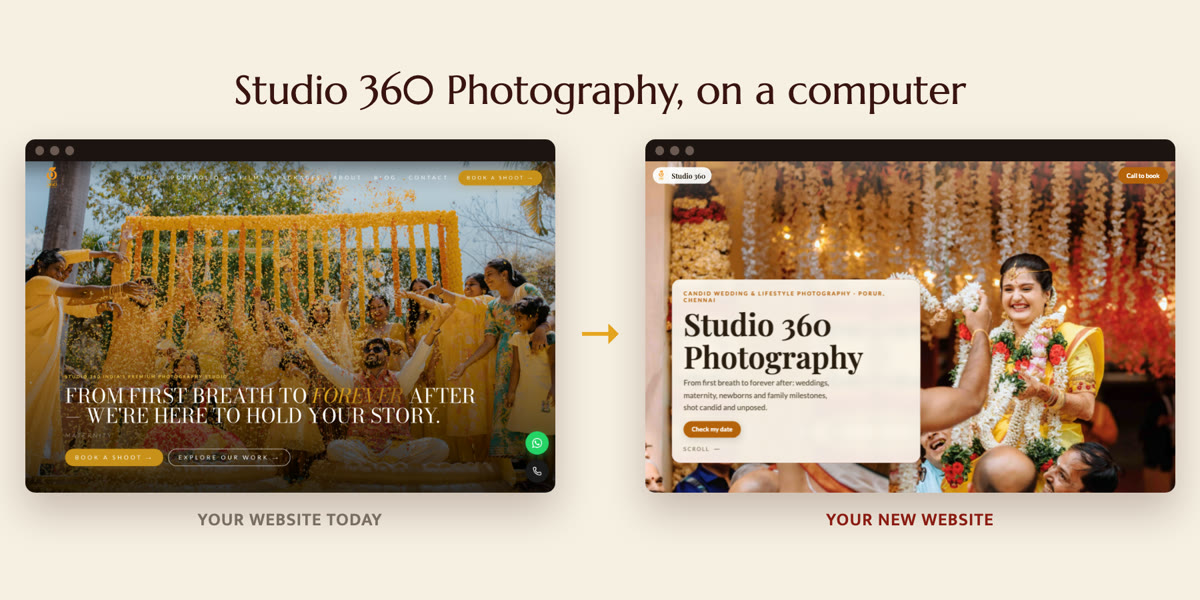 Studio 360 Photography, on a computer
HOME PORTFOLIO FILMS PACKAGES ABOUT BLOG CONTACT BOOK A SHOOT →
STUDIO 360 INDIA'S PREMIUM PHOTOGRAPHY STUDIO
FROM FIRST BREATH TO FOREVER AFTER
— WE'RE HERE TO HOLD YOUR STORY.
MATERNITY
BOOK A SHOOT → EXPLORE OUR WORK →
YOUR WEBSITE TODAY
Studio 360 Call to book
CANDID WEDDING & LIFESTYLE PHOTOGRAPHY · PORUR,
CHENNAI
Studio 360
Photography
From first breath to forever after: weddings,
maternity, newborns and family milestones,
shot candid and unposed.
Check my date
SCROLL —
YOUR NEW WEBSITE